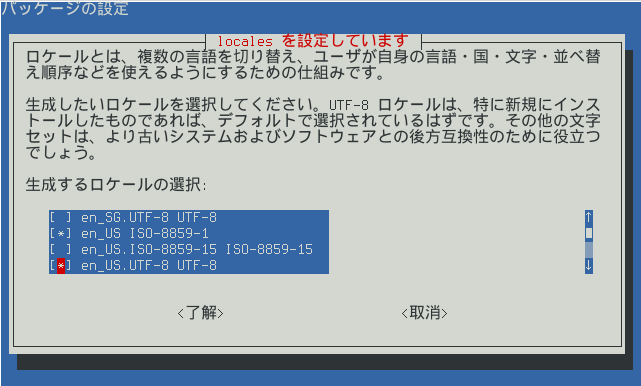 パッケージの設定
locales を設定しています
ロケールとは、複数の言語を切り替え、ユーザが自身の言語・国・文字・並べ替
え順序などを使えるようにするための仕組みです。
生成したいロケールを選択してください。UTF-8 ロケールは、特に新規にインス
トールしたものであれば、デフォルトで選択されているはずです。その他の文字
セットは、より古いシステムおよびソフトウェアとの後方互換性のために役立つ
でしょう。
生成するロケールの選択:
[ ] en_SG.UTF-8 UTF-8
[*] en_US ISO-8859-1
[ ] en_US.ISO-8859-15 ISO-8859-15
[*] en_US.UTF-8 UTF-8
<了解> <取消>